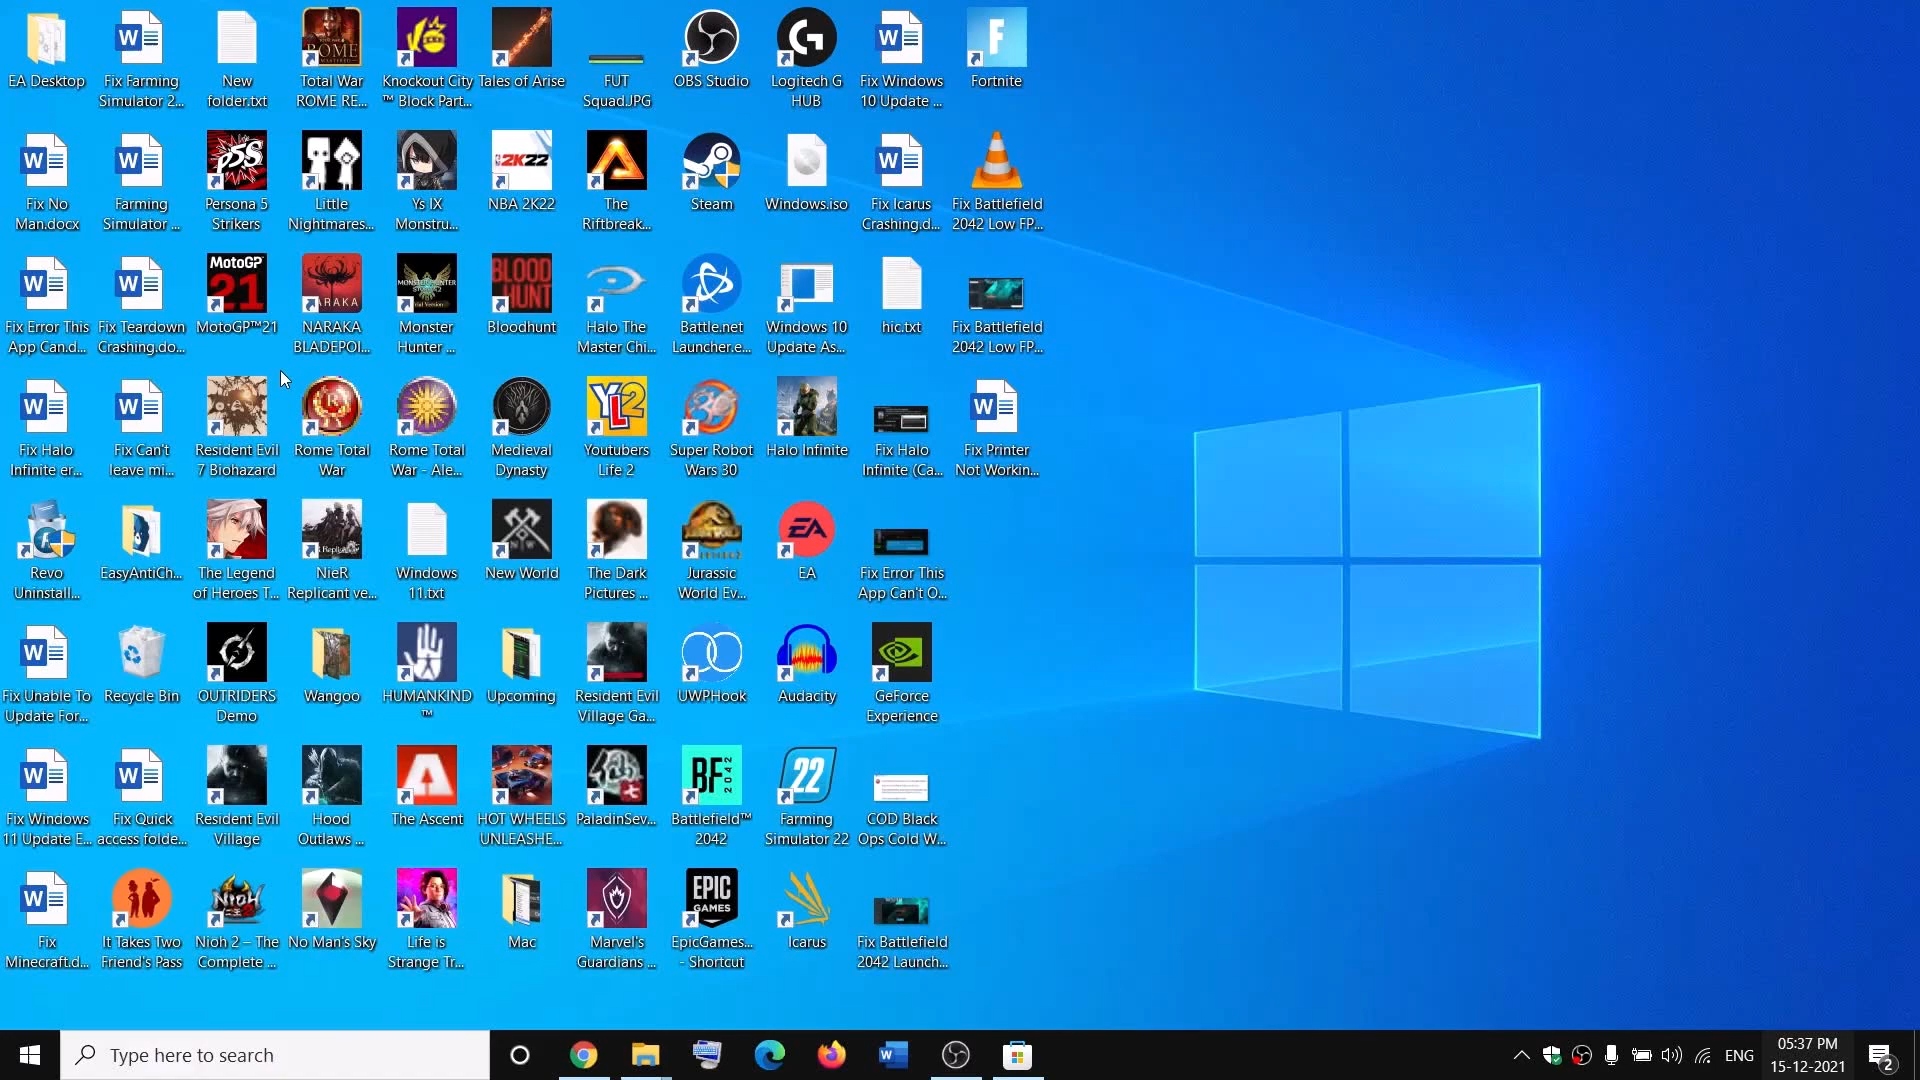 EA Desktop
Fix Farming
Simulator 2...
New
folder.txt
Total War
ROME RE...
Knockout City
™ Block Part...
Tales of Arise
FUT
Squad.JPG
OBS Studio
Logitech G
HUB
Fix Windows
10 Update ...
Fortnite
Fix No
Man.docx
Farming
Simulator ...
Persona 5
Strikers
Little
Nightmares...
Ys IX
Monstru...
NBA 2K22
The
Riftbreak...
Steam
Windows.iso
Fix Icarus
Crashing.d...
Fix Battlefield
2042 Low FP...
Fix Error This
App Can.d...
Fix Teardown
Crashing.do...
MotoGP™21
NARAKA
BLADEPOI...
Monster
Hunter ...
Bloodhunt
Halo The
Master Chi...
Battle.net
Launcher.e...
Windows 10
Update As...
hic.txt
Fix Battlefield
2042 Low FP...
Fix Halo
Infinite er...
Fix Can't
leave mi...
Resident Evil
7 Biohazard
Rome Total
War
Rome Total
War - Ale...
Medieval
Dynasty
Youtubers
Life 2
Super Robot
Wars 30
Halo Infinite
Fix Halo
Infinite (Ca...
Fix Printer
Not Workin...
Revo
Uninstall...
EasyAntiCh...
The Legend
of Heroes T...
NieR
Replicant ve...
Windows
11.txt
New World
The Dark
Pictures ...
Jurassic
World Ev...
EA
Fix Error This
App Can't O...
Fix Unable To
Update For...
Recycle Bin
OUTRIDERS
Demo
Wangoo
HUMANKIND
™
Upcoming
Resident Evil
Village Ga...
UWPHook
Audacity
GeForce
Experience
Fix Windows
11 Update E...
Fix Quick
access folde...
Resident Evil
Village
Hood
Outlaws ...
The Ascent
HOT WHEELS
UNLEASHE...
PaladinSev...
Battlefield™
2042
Farming
Simulator 22
COD Black
Ops Cold W...
Fix
Minecraft.d...
It Takes Two
Friend's Pass
Nioh 2 – The
Complete ...
No Man's Sky
Life is
Strange Tr...
Mac
Marvel's
Guardians ...
EpicGames...
- Shortcut
Icarus
Fix Battlefield
2042 Launch...
Type here to search
ENG
05:37 PM
15-12-2021
2